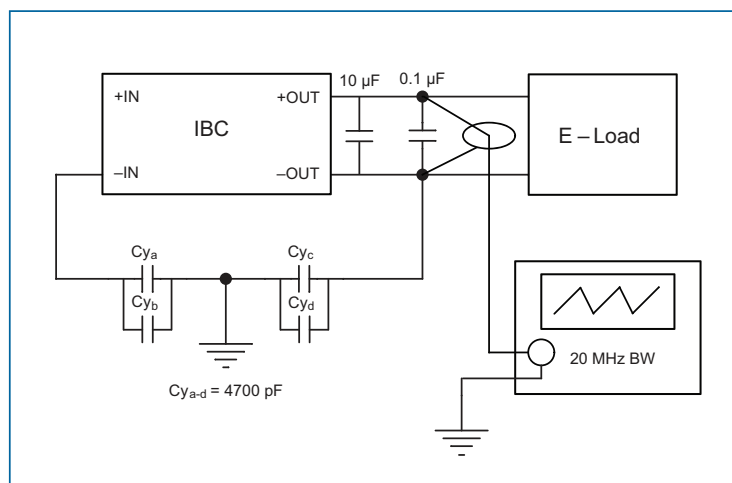 10 µF
0.1 µF
+IN
+OUT
IBC
E – Load
–IN
–OUT
Cya
Cyc
Cyb
Cyd
20 MHz BW
Cya-d = 4700 pF